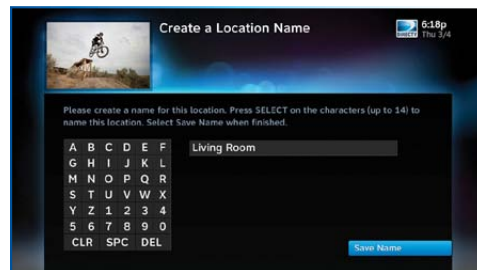 Create a Location Name
DIRECTV
6:18p
Thu 3/4
Please create a name for this location. Press SELECT on the characters (up to 14) to
name this location. Select Save Name when finished.
A B C D E F
Living Room
G H I J K L
M N O P Q R
S T U V W X
Y Z 1 2 3 4
5 6 7 8 9 0
CLR SPC DEL
Save Name